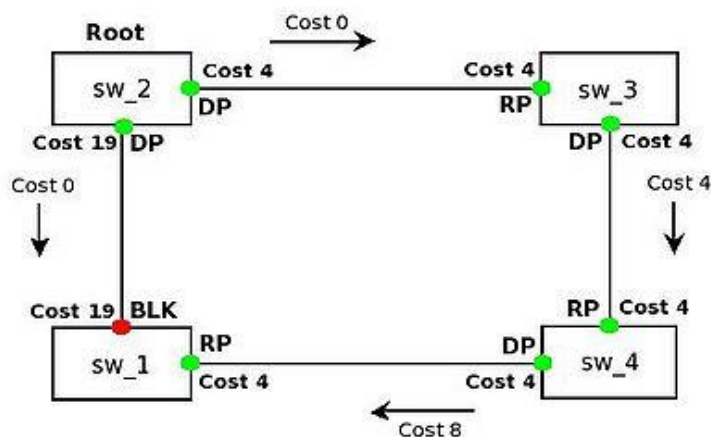 Root
Cost 0
sw_2
Cost 4
DP
Cost 4
RP
sw_3
Cost 19
DP
DP
Cost 4
Cost 0
Cost 4
Cost 19
BLK
RP
Cost 4
sw_1
RP
Cost 4
DP
Cost 4
sw_4
Cost 8